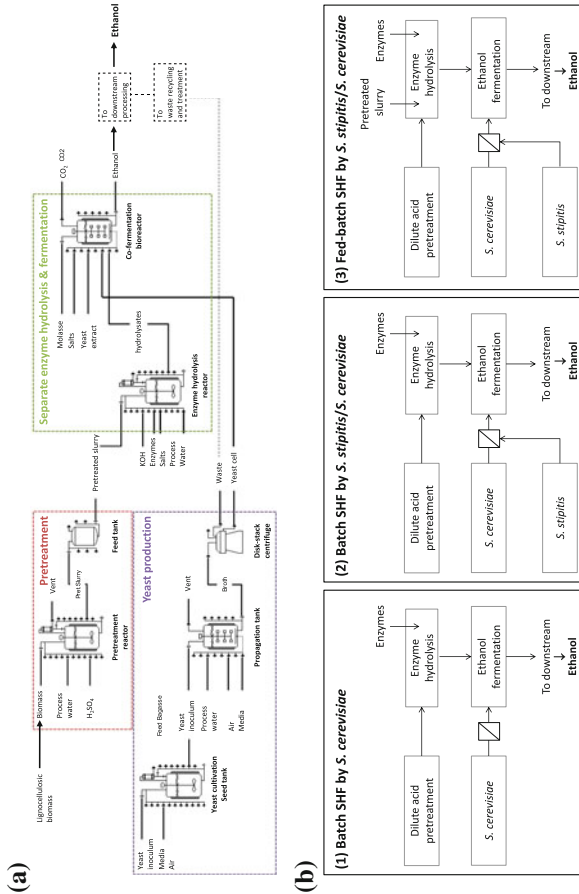 (a)
Lignocellulosic
biomass
Pretreatment
Biomass
Process
water
H2SO4
Vent
Pret.Slurry
Pretreatment
reactor
Feed tank
Pretreated slurry
Yeast production
Yeast
inoculum
Media
Air
Yeast cultivation
Seed tank
Feed Bagasse
Yeast
inoculum
Process
water
Air
Media
Vent
Broth
Propagation tank
Disk-stack
centrifuge
Waste
Yeast cell
Separate enzyme hydrolysis & fermentation
KOH
Enzymes
Salts
Process
Water
Enzyme hydrolysis
reactor
hydrolysates
Molasse
Salts
Yeast
extract
CO2 CO2
Co-fermentation
bioreactor
Ethanol
To
downstream
processing
Ethanol
To
waste recycling
and treatment
(b)
(1) Batch SHF by S. cerevisiae
Enzymes
Dilute acid
pretreatment
Enzyme
hydrolysis
S. cerevisiae
Ethanol
fermentation
To downstream
Ethanol
(2) Batch SHF by S. stipitis/S. cerevisiae
Enzymes
Dilute acid
pretreatment
Enzyme
hydrolysis
S. cerevisiae
Ethanol
fermentation
S. stipitis
To downstream
Ethanol
(3) Fed-batch SHF by S. stipitis/S. cerevisiae
Pretreated
slurry
Enzymes
Dilute acid
pretreatment
Enzyme
hydrolysis
S. cerevisiae
Ethanol
fermentation
S. stipitis
To downstream
Ethanol